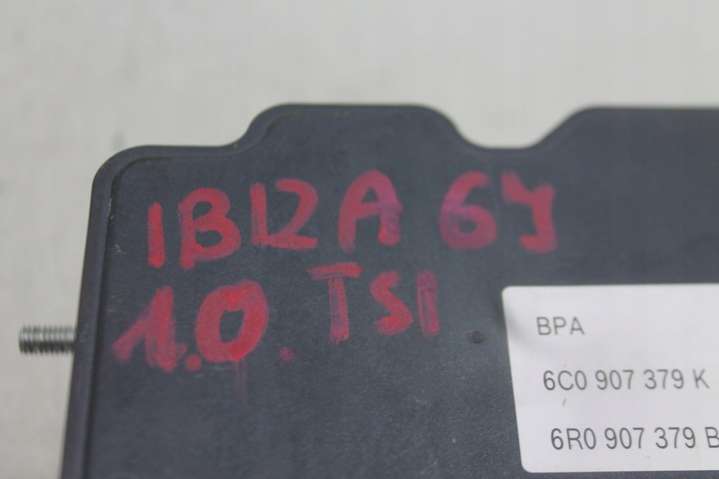 IBIZA 6J
1.0. TSI
BPA
6C0 907 379 K
6R0 907 379 B